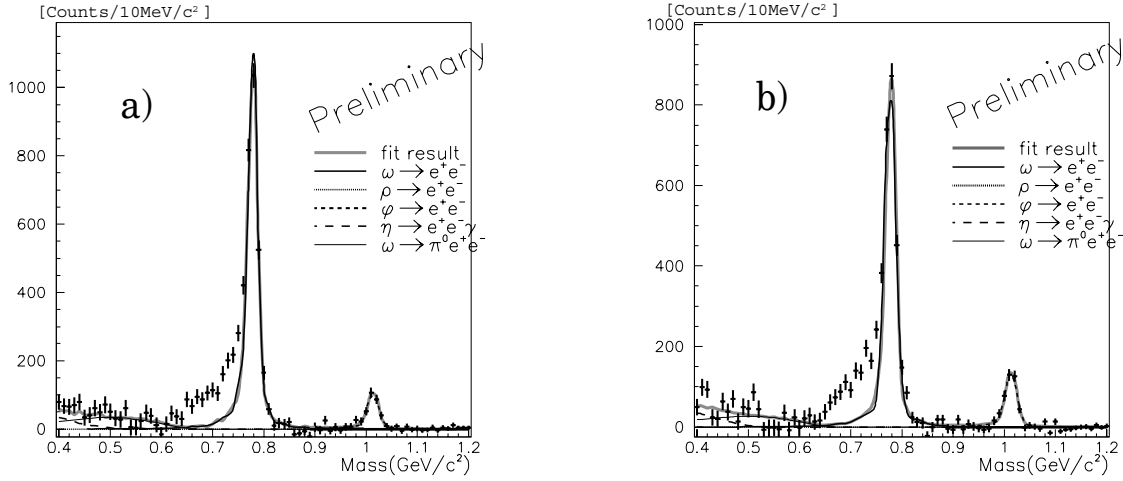 [Counts/10MeV/c²]
a)
Preliminary
fit result
ω → e⁺e⁻
ρ → e⁺e⁻
φ → e⁺e⁻
η → e⁺e⁻γ
ω → π⁰e⁺e⁻
1000
800
600
400
200
0
0.4 0.5 0.6 0.7 0.8 0.9 1 1.1 1.2
Mass(GeV/c²)
[Counts/10MeV/c²]
b)
Preliminary
fit result
ω → e⁺e⁻
ρ → e⁺e⁻
φ → e⁺e⁻
η → e⁺e⁻γ
ω → π⁰e⁺e⁻
1000
800
600
400
200
0
0.4 0.5 0.6 0.7 0.8 0.9 1 1.1 1.2
Mass(GeV/c²)